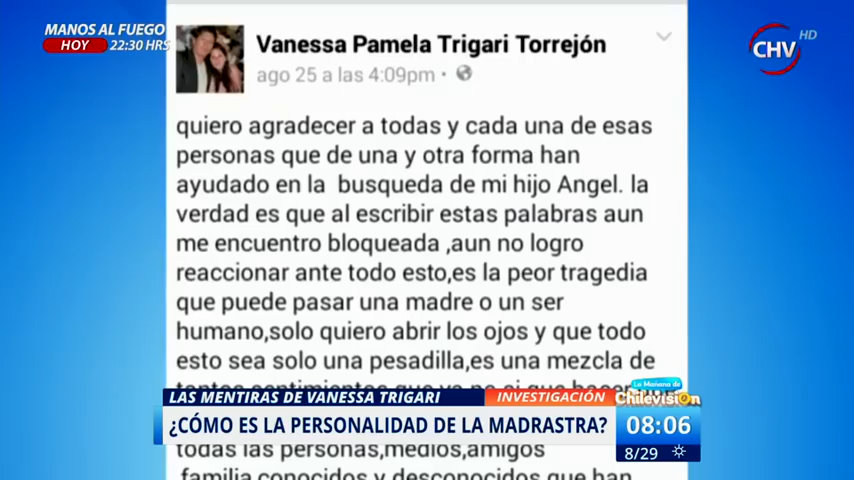 MANOS AL FUEGO
HOY 22:30 HRS
CHV HD
Vanessa Pamela Trigari Torrejón
ago 25 a las 4:09pm
quiero agradecer a todas y cada una de esas
personas que de una y otra forma han
ayudado en la busqueda de mi hijo Angel. la
verdad es que al escribir estas palabras aun
me encuentro bloqueada ,aun no logro
reaccionar ante todo esto,es la peor tragedia
que puede pasar una madre o un ser
humano,solo quiero abrir los ojos y que todo
esto sea solo una pesadilla,es una mezcla de
LAS MENTIRAS DE VANESSA TRIGARI
INVESTIGACIÓN
La Mañana de
Chilevisión
¿CÓMO ES LA PERSONALIDAD DE LA MADRASTRA?
08:06
8/29
todas las personas,medios,amigos
familia,conocidos y desconocidos que han